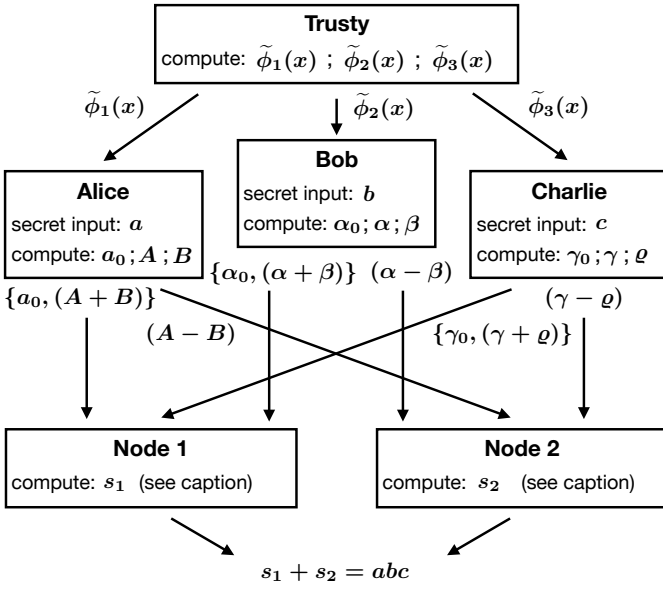 Trusty
compute: ϕ̃₁(x) ; ϕ̃₂(x) ; ϕ̃₃(x)
ϕ̃₁(x)
ϕ̃₂(x)
ϕ̃₃(x)
Alice
secret input: a
compute: a₀ ; A ; B
Bob
secret input: b
compute: α₀ ; α ; β
Charlie
secret input: c
compute: γ₀ ; γ ; ϱ
{a₀, (A + B)}
(A − B)
{α₀, (α + β)}
(α − β)
(γ − ϱ)
{γ₀, (γ + ϱ)}
Node 1
compute: s₁ (see caption)
Node 2
compute: s₂ (see caption)
s₁ + s₂ = abc